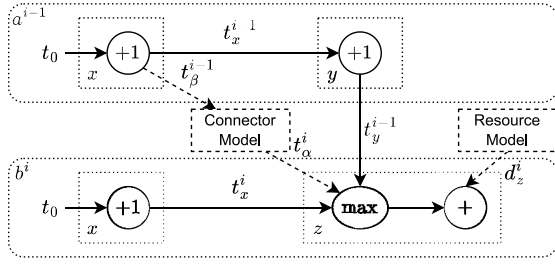 a^{i-1}
t_0 x +1 t_x^{i 1} y +1
t_β^{i-1}
Connector Model
t_α^i
t_y^{i-1}
Resource Model
d_z^i
b^i
t_0 x +1 t_x^i z max +